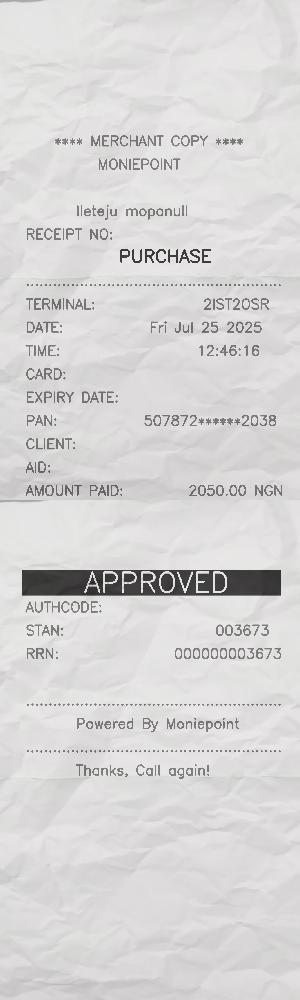 **** MERCHANT COPY ****
MONIEPOINT
Ileteju mopanull
RECEIPT NO:
PURCHASE
TERMINAL: 2IST20SR
DATE: Fri Jul 25 2025
TIME: 12:46:16
CARD:
EXPIRY DATE:
PAN: 507872******2038
CLIENT:
AID:
AMOUNT PAID: 2050.00 NGN
APPROVED
AUTHCODE:
STAN: 003673
RRN: 000000003673
Powered By Moniepoint
Thanks, Call again!